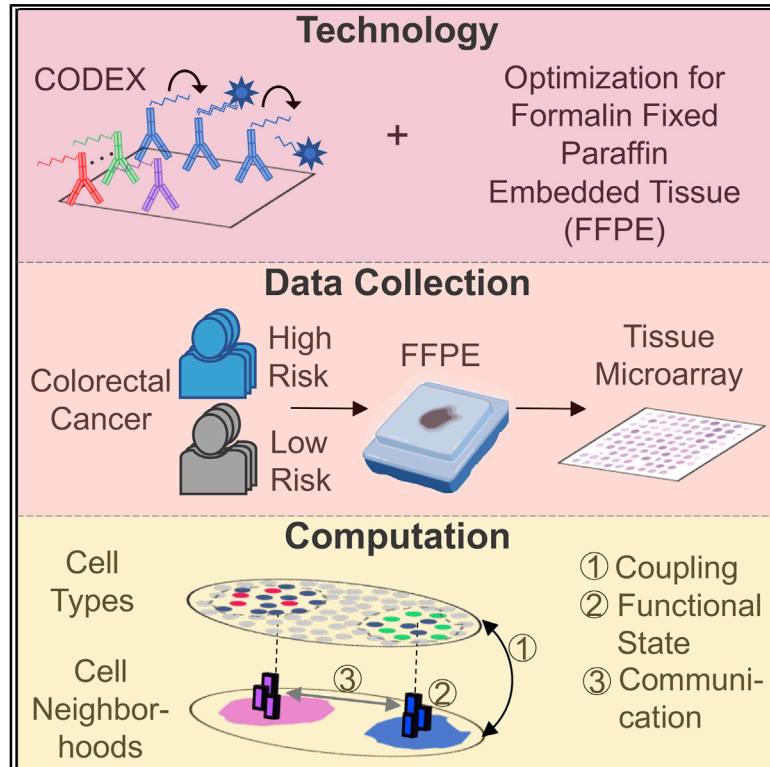 Technology
CODEX
+
Optimization for
Formalin Fixed
Paraffin
Embedded Tissue
(FFPE)
Data Collection
Colorectal
Cancer
High
Risk
Low
Risk
FFPE
Tissue
Microarray
Computation
Cell
Types
Cell
Neighbor-
hoods
③
②
①
① Coupling
② Functional
State
③ Communi-
cation